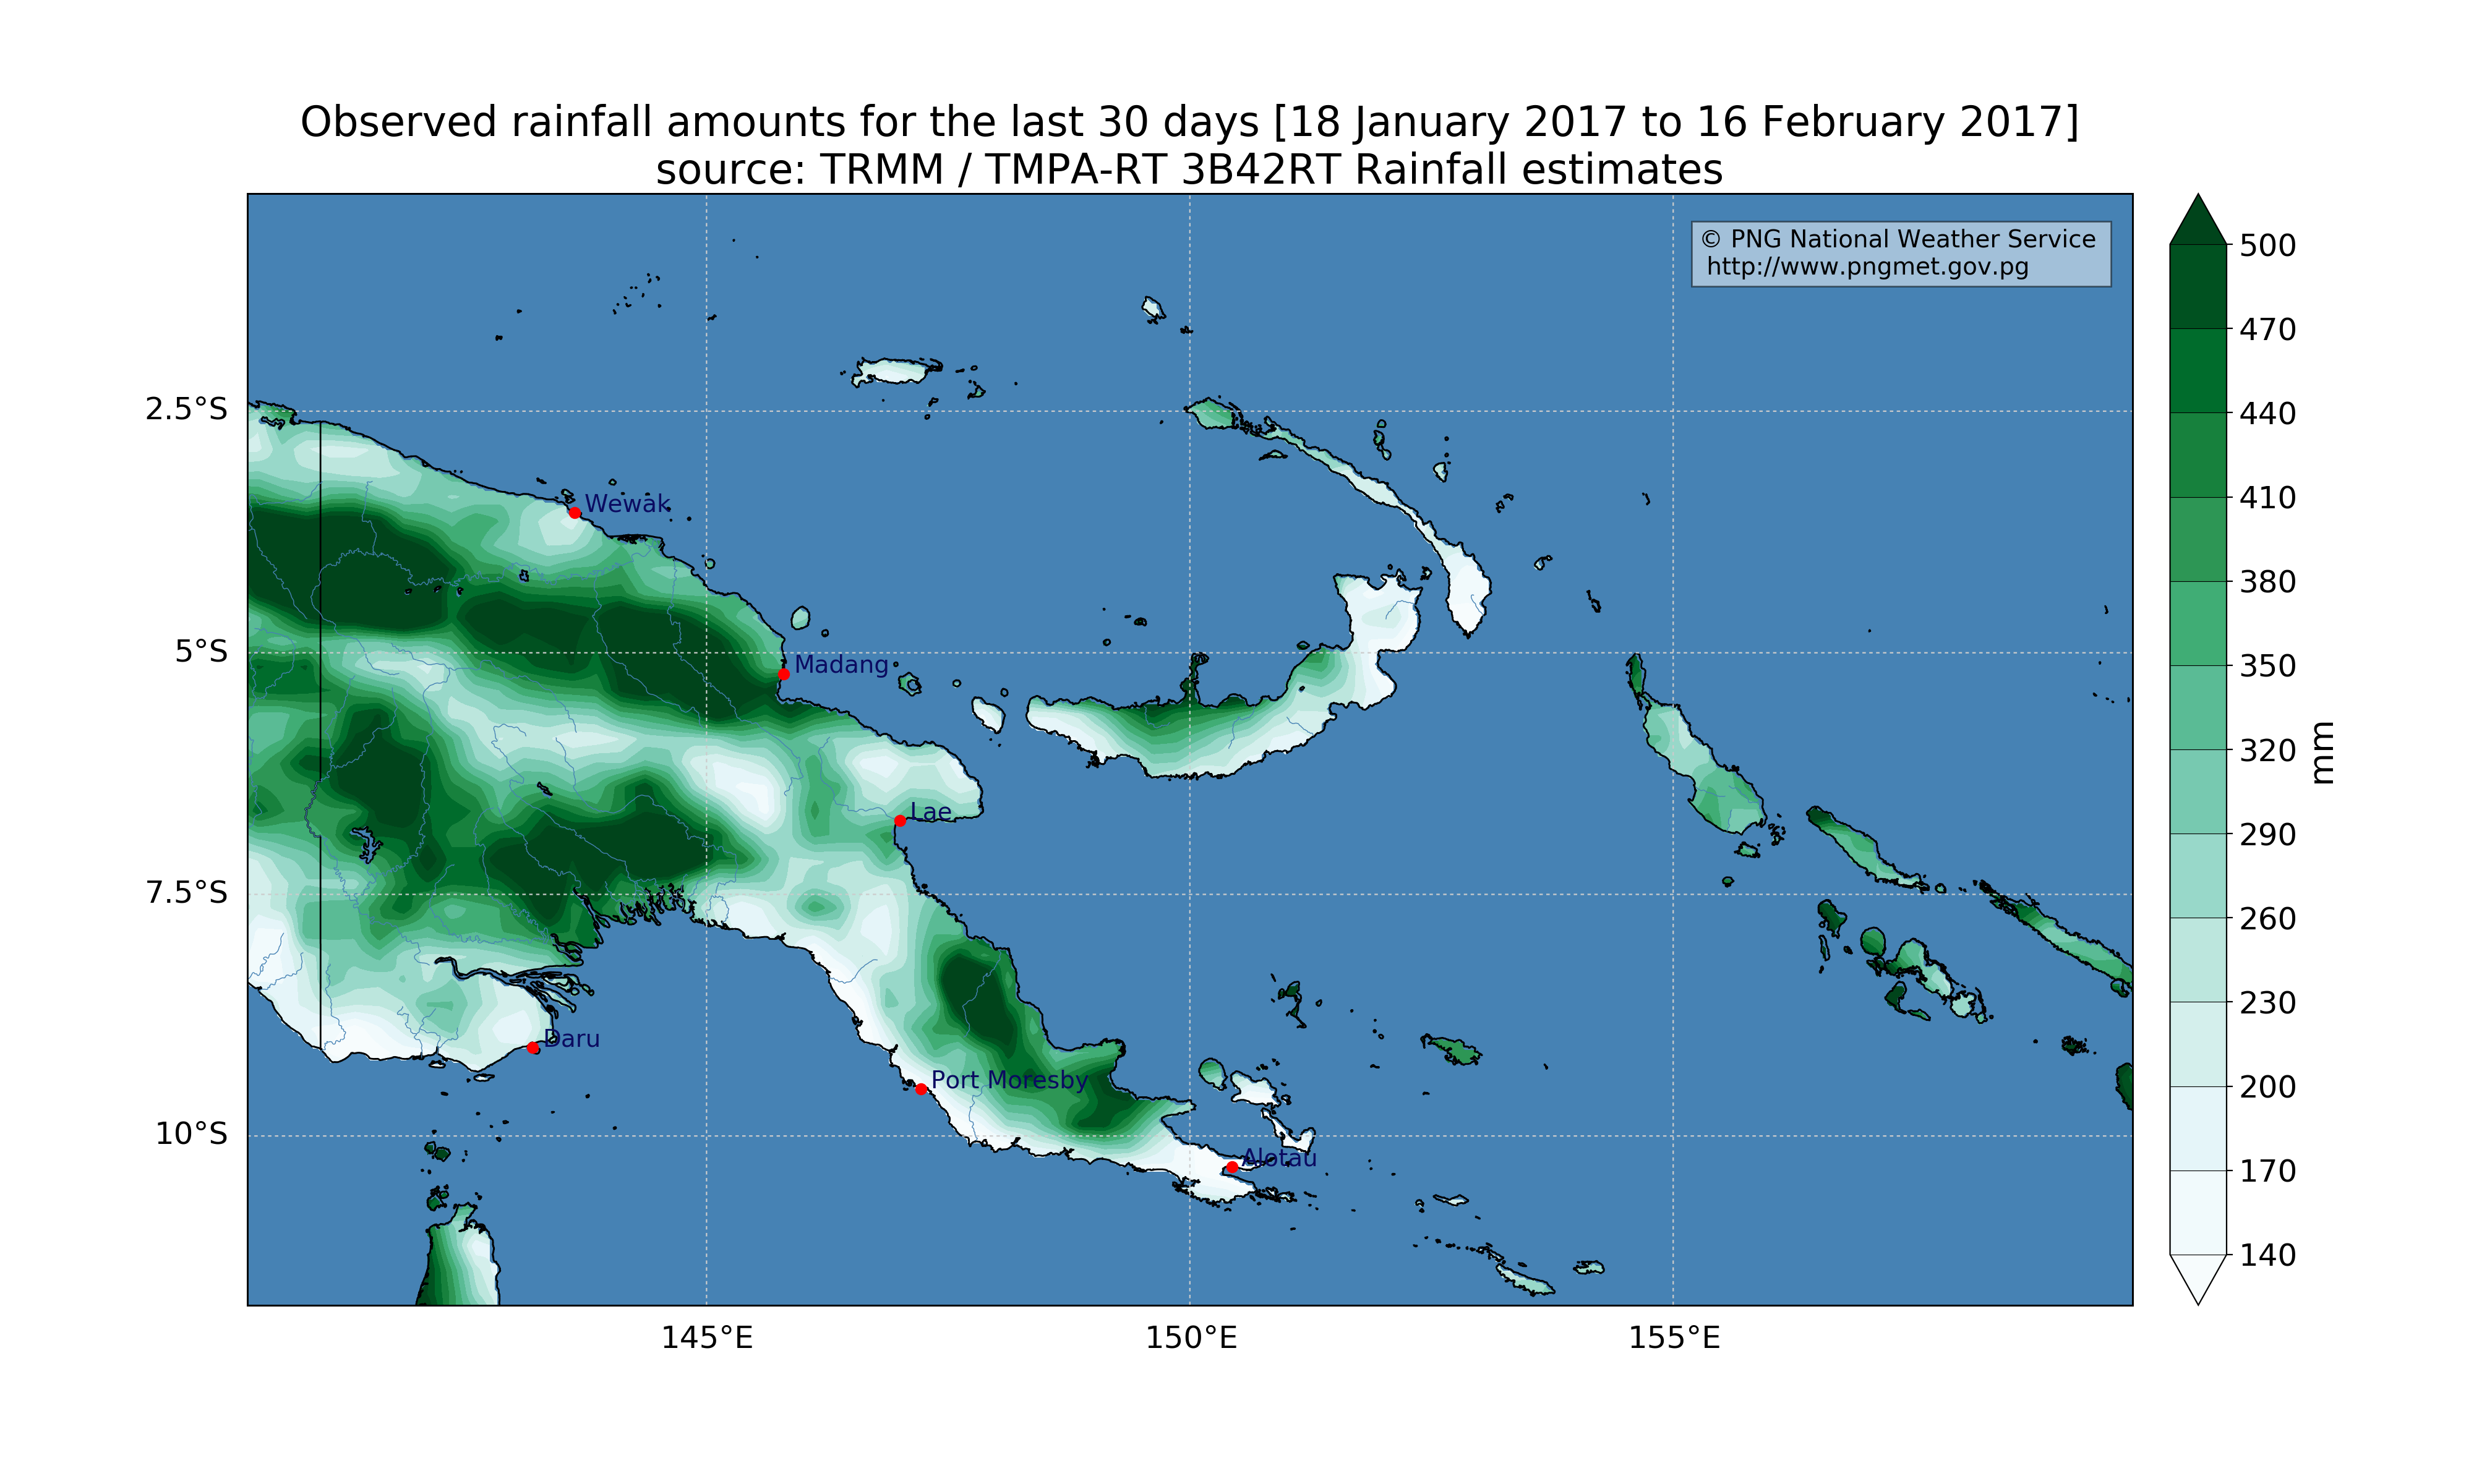 Observed rainfall amounts for the last 30 days [18 January 2017 to 16 February 2017]
source: TRMM / TMPA-RT 3B42RT Rainfall estimates
© PNG National Weather Service
http://www.pngmet.gov.pg
2.5°S
5°S
7.5°S
10°S
Wewak
Madang
Lae
Daru
Port Moresby
Alotau
145°E
150°E
155°E
500
470
440
410
380
350
320
290
260
230
200
170
140
mm